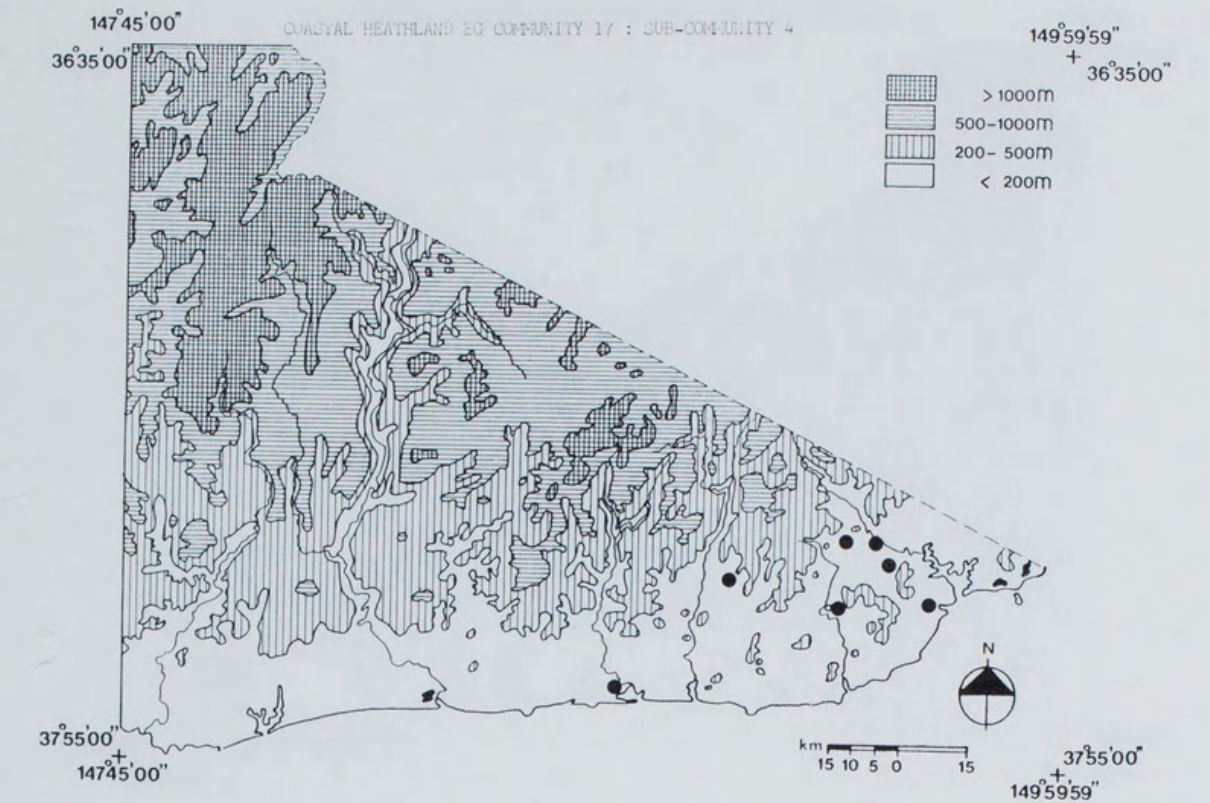 147°45'00"
36°35'00"
COASTAL HEATHLAND EG COMMUNITY 17 : SUB-COMMUNITY 4
149°59'59"
36°35'00"
> 1000m
500-1000m
200- 500m
< 200m
N
km
15 10 5 0 15
37°55'00"
147°45'00"
37°55'00"
149°59'59"